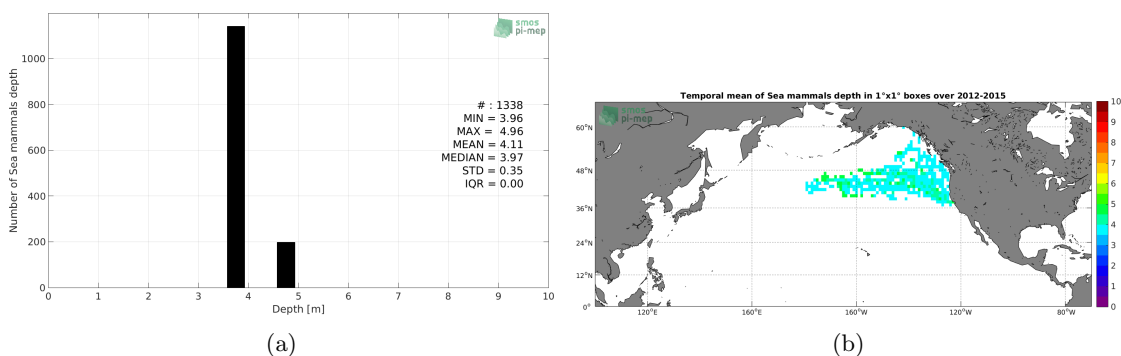 smos
pi-mep
1000
800
600
400
200
0
Number of Sea mammals depth
# : 1338
MIN = 3.96
MAX = 4.96
MEAN = 4.11
MEDIAN = 3.97
STD = 0.35
IQR = 0.00
0 1 2 3 4 5 6 7 8 9 10
Depth [m]
(a)
Temporal mean of Sea mammals depth in 1°x1° boxes over 2012-2015
smos
pi-mep
60°N
48°N
36°N
24°N
12°N
0°
120°E 160°E 160°W 120°W 80°W
10
9
8
7
6
5
4
3
2
1
0
(b)